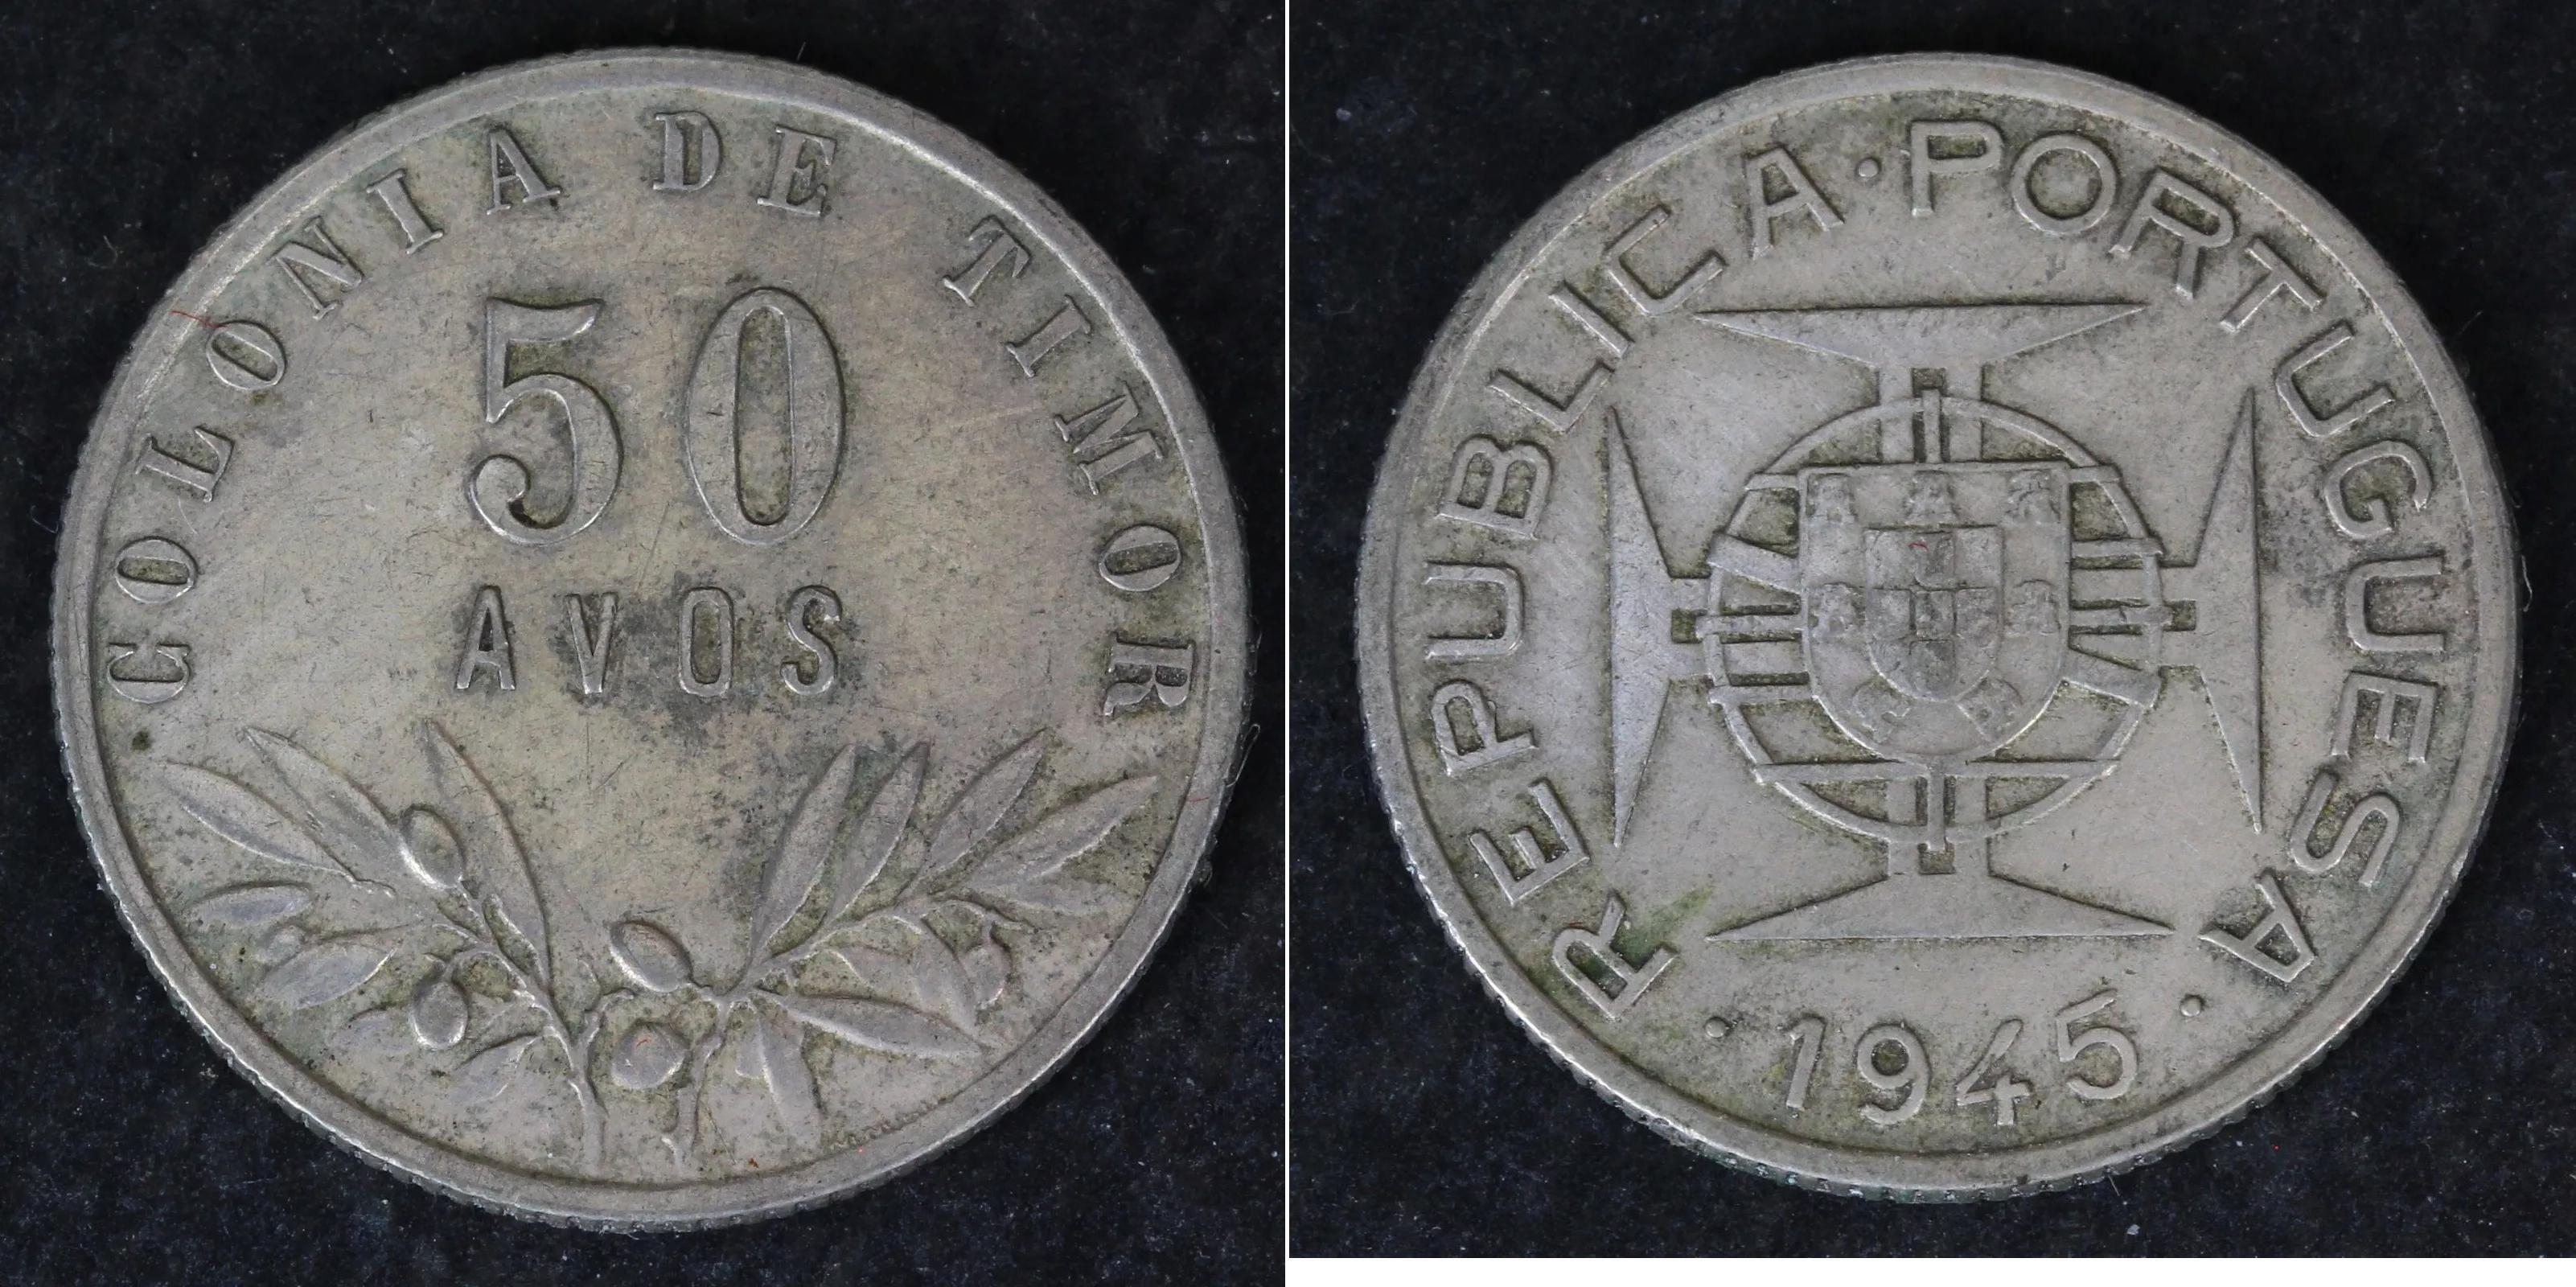 COLONIA DE TIMOR
50
AVOS
REPUBLICA · PORTUGUESA
· 1945 ·